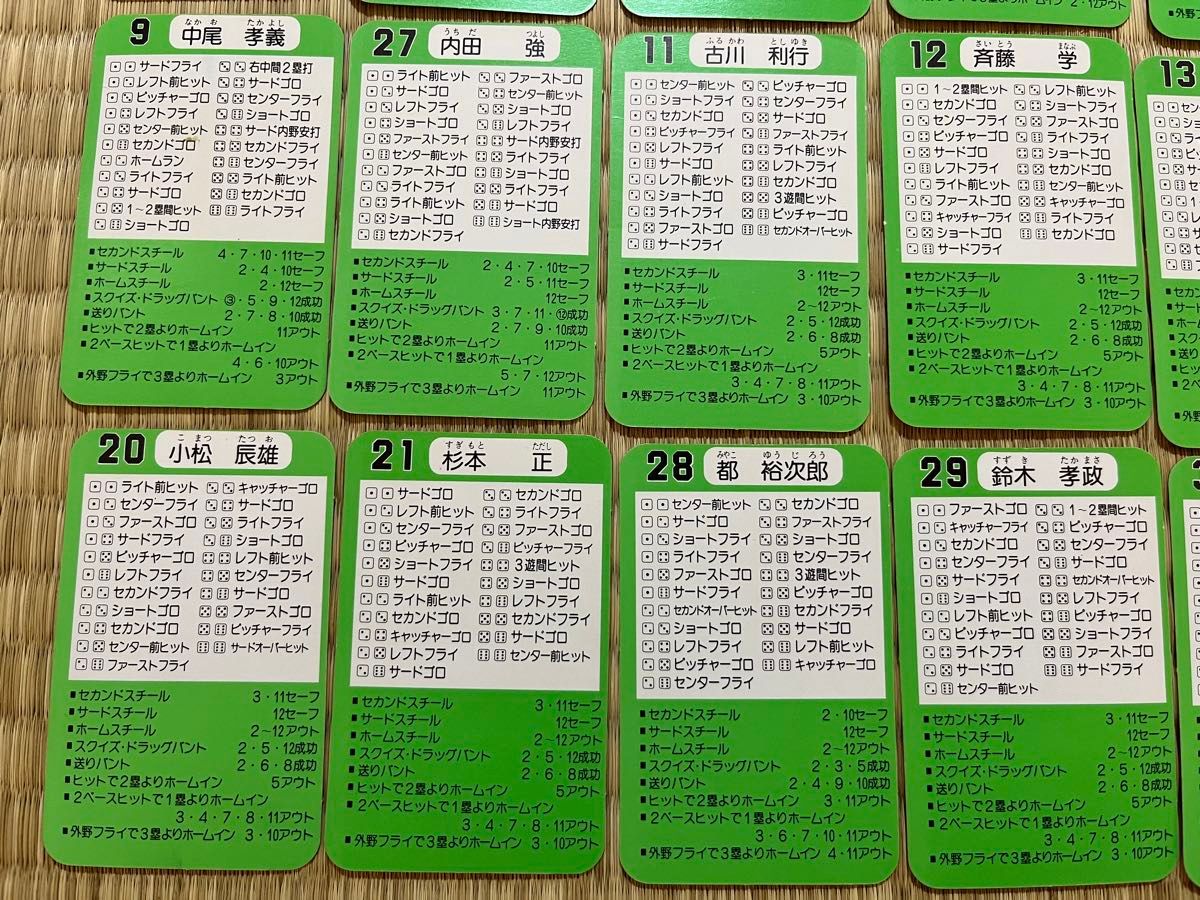 ・2・12アウト
■外野フ
9 中尾 孝義
なかお たかよし
サードフライ 右中間2塁打
レフト前ヒット サードゴロ
ピッチャーゴロ センターフライ
レフトフライ ショートゴロ
センター前ヒット サード内野安打
セカンドゴロ セカンドフライ
ホームラン センターフライ
ライトフライ ライト前ヒット
サードゴロ セカンドゴロ
1〜2塁間ヒット ライトフライ
ショートゴロ
■セカンドスチール 4・7・10・11セーフ
■サードスチール 2・4・10セーフ
■ホームスチール 2・12セーフ
■スクイズ・ドラッグバント ③・5・9・12成功
■送りバント 2・7・8・10成功
■ヒットで2塁よりホームイン 11アウト
■2ベースヒットで1塁よりホームイン
4・6・10アウト
■外野フライで3塁よりホームイン 3アウト
27 内田 強
うちだ つよし
ライト前ヒット ファーストゴロ
サードゴロ センター前ヒット
レフトフライ ショートゴロ
ショートゴロ レフトフライ
ファーストフライ サード内野安打
センター前ヒット ライトフライ
ファーストゴロ ショートゴロ
ライトフライ ライトフライ
ショートゴロ サードゴロ
ショートゴロ ショート内野安打
セカンドフライ
■セカンドスチール 2・4・7・10セーフ
■サードスチール 2・5・11セーフ
■ホームスチール 12セーフ
■スクイズ・ドラッグバント 3・7・11・⑫成功
■送りバント 2・7・9・10成功
■ヒットで2塁よりホームイン 11アウト
■2ベースヒットで1塁よりホームイン
5・7・12アウト
■外野フライで3塁よりホームイン 11アウト
11 古川 利行
ふるかわ としゆき
センター前ヒット ピッチャーゴロ
ショートフライ センターフライ
セカンドゴロ サードゴロ
ピッチャーフライ ファーストフライ
レフトフライ ライトフライ
サードゴロ レフトフライ
レフト前ヒット セカンドゴロ
ショートゴロ 3遊間ヒット
ライトフライ ピッチャーゴロ
ファーストゴロ セカンドオーバーヒット
サードフライ
■セカンドスチール 3・11セーフ
■サードスチール 12セーフ
■ホームスチール 2〜12アウト
■スクイズ・ドラッグバント 2・5・12成功
■送りバント 2・6・8成功
■ヒットで2塁よりホームイン 5アウト
■2ベースヒットで1塁よりホームイン
3・4・7・8・11アウト
■外野フライで3塁よりホームイン 3・10アウト
12 斉藤 学
さいとう まなぶ
1〜2塁間ヒット レフト前ヒット
セカンドゴロ ショートゴロ
センターフライ ファーストゴロ
ピッチャーゴロ ライトフライ
サードゴロ ショートゴロ
レフトフライ セカンドゴロ
センターフライ センター前ヒット
ファーストゴロ キャッチャーゴロ
キャッチャーフライ ライトフライ
ショートゴロ セカンドゴロ
サードフライ
■セカンドスチール 3・11セーフ
■サードスチール 12セーフ
■ホームスチール 2〜12アウト
■スクイズ・ドラッグバント 2・5・12成功
■送りバント 2・6・8成功
■ヒットで2塁よりホームイン 5アウト
■2ベースヒットで1塁よりホームイン
3・4・7・8・11アウト
■外野フライで3塁よりホームイン 3・10アウト
13
20 小松 辰雄
こまつ たつお
ライト前ヒット キャッチャーゴロ
センターフライ サードゴロ
ファーストゴロ ライトフライ
サードフライ ショートゴロ
ピッチャーゴロ レフト前ヒット
レフトフライ センターフライ
セカンドフライ サードゴロ
ショートゴロ ファーストゴロ
セカンドゴロ ピッチャーフライ
センター前ヒット サードオーバーヒット
ファーストフライ
■セカンドスチール 3・11セーフ
■サードスチール 12セーフ
■ホームスチール 2〜12アウト
■スクイズ・ドラッグバント 2・5・12成功
■送りバント 2・6・8成功
■ヒットで2塁よりホームイン 5アウト
■2ベースヒットで1塁よりホームイン
3・4・7・8・11アウト
■外野フライで3塁よりホームイン 3・10アウト
21 杉本 正
すぎもと ただし
サードゴロ セカンドゴロ
レフト前ヒット ライトフライ
センターフライ ファーストゴロ
ピッチャーゴロ ピッチャーフライ
ショートフライ 3遊間ヒット
サードゴロ ショートゴロ
ライト前ヒット レフトフライ
セカンドゴロ セカンドフライ
キャッチャーゴロ サードゴロ
レフトフライ センター前ヒット
サードゴロ
■セカンドスチール 3・11セーフ
■サードスチール 12セーフ
■ホームスチール 2〜12アウト
■スクイズ・ドラッグバント 2・5・12成功
■送りバント 2・6・8成功
■ヒットで2塁よりホームイン 5アウト
■2ベースヒットで1塁よりホームイン
3・4・7・8・11アウト
■外野フライで3塁よりホームイン 3・10アウト
28 都 裕次郎
みやこ ゆうじろう
センター前ヒット セカンドゴロ
サードゴロ ファーストフライ
ショートフライ ショートゴロ
ライトフライ センターフライ
ファーストゴロ 3遊間ヒット
サードフライ ピッチャーゴロ
セカンドオーバーヒット セカンドフライ
ショートゴロ サードゴロ
レフトフライ レフト前ヒット
ピッチャーゴロ キャッチャーゴロ
センターフライ
■セカンドスチール 2・10セーフ
■サードスチール 12セーフ
■ホームスチール 2〜12アウト
■スクイズ・ドラッグバント 2・3・5成功
■送りバント 2・4・9・10成功
■ヒットで2塁よりホームイン 3・11アウト
■2ベースヒットで1塁よりホームイン
3・6・7・10・11アウト
■外野フライで3塁よりホームイン 4・11アウト
29 鈴木 孝政
すずき たかまさ
ファーストゴロ 1〜2塁間ヒット
キャッチャーフライ ピッチャーゴロ
セカンドゴロ センターフライ
センターフライ ライトフライ
サードフライ セカンドオーバーヒット
ショートゴロ レフトフライ
レフト前ヒット ピッチャーゴロ
ピッチャーゴロ ショートフライ
ライトフライ ファーストゴロ
サードゴロ サードフライ
センター前ヒット
■セカンドスチール 3・11セーフ
■サードスチール 12セーフ
■ホームスチール 2〜12アウト
■スクイズ・ドラッグバント 2・5・12成功
■送りバント 2・6・8成功
■ヒットで2塁よりホームイン 5アウト
■2ベースヒットで1塁よりホームイン
3・4・7・8・11アウト
■外野フライで3塁よりホームイン 3・10アウト